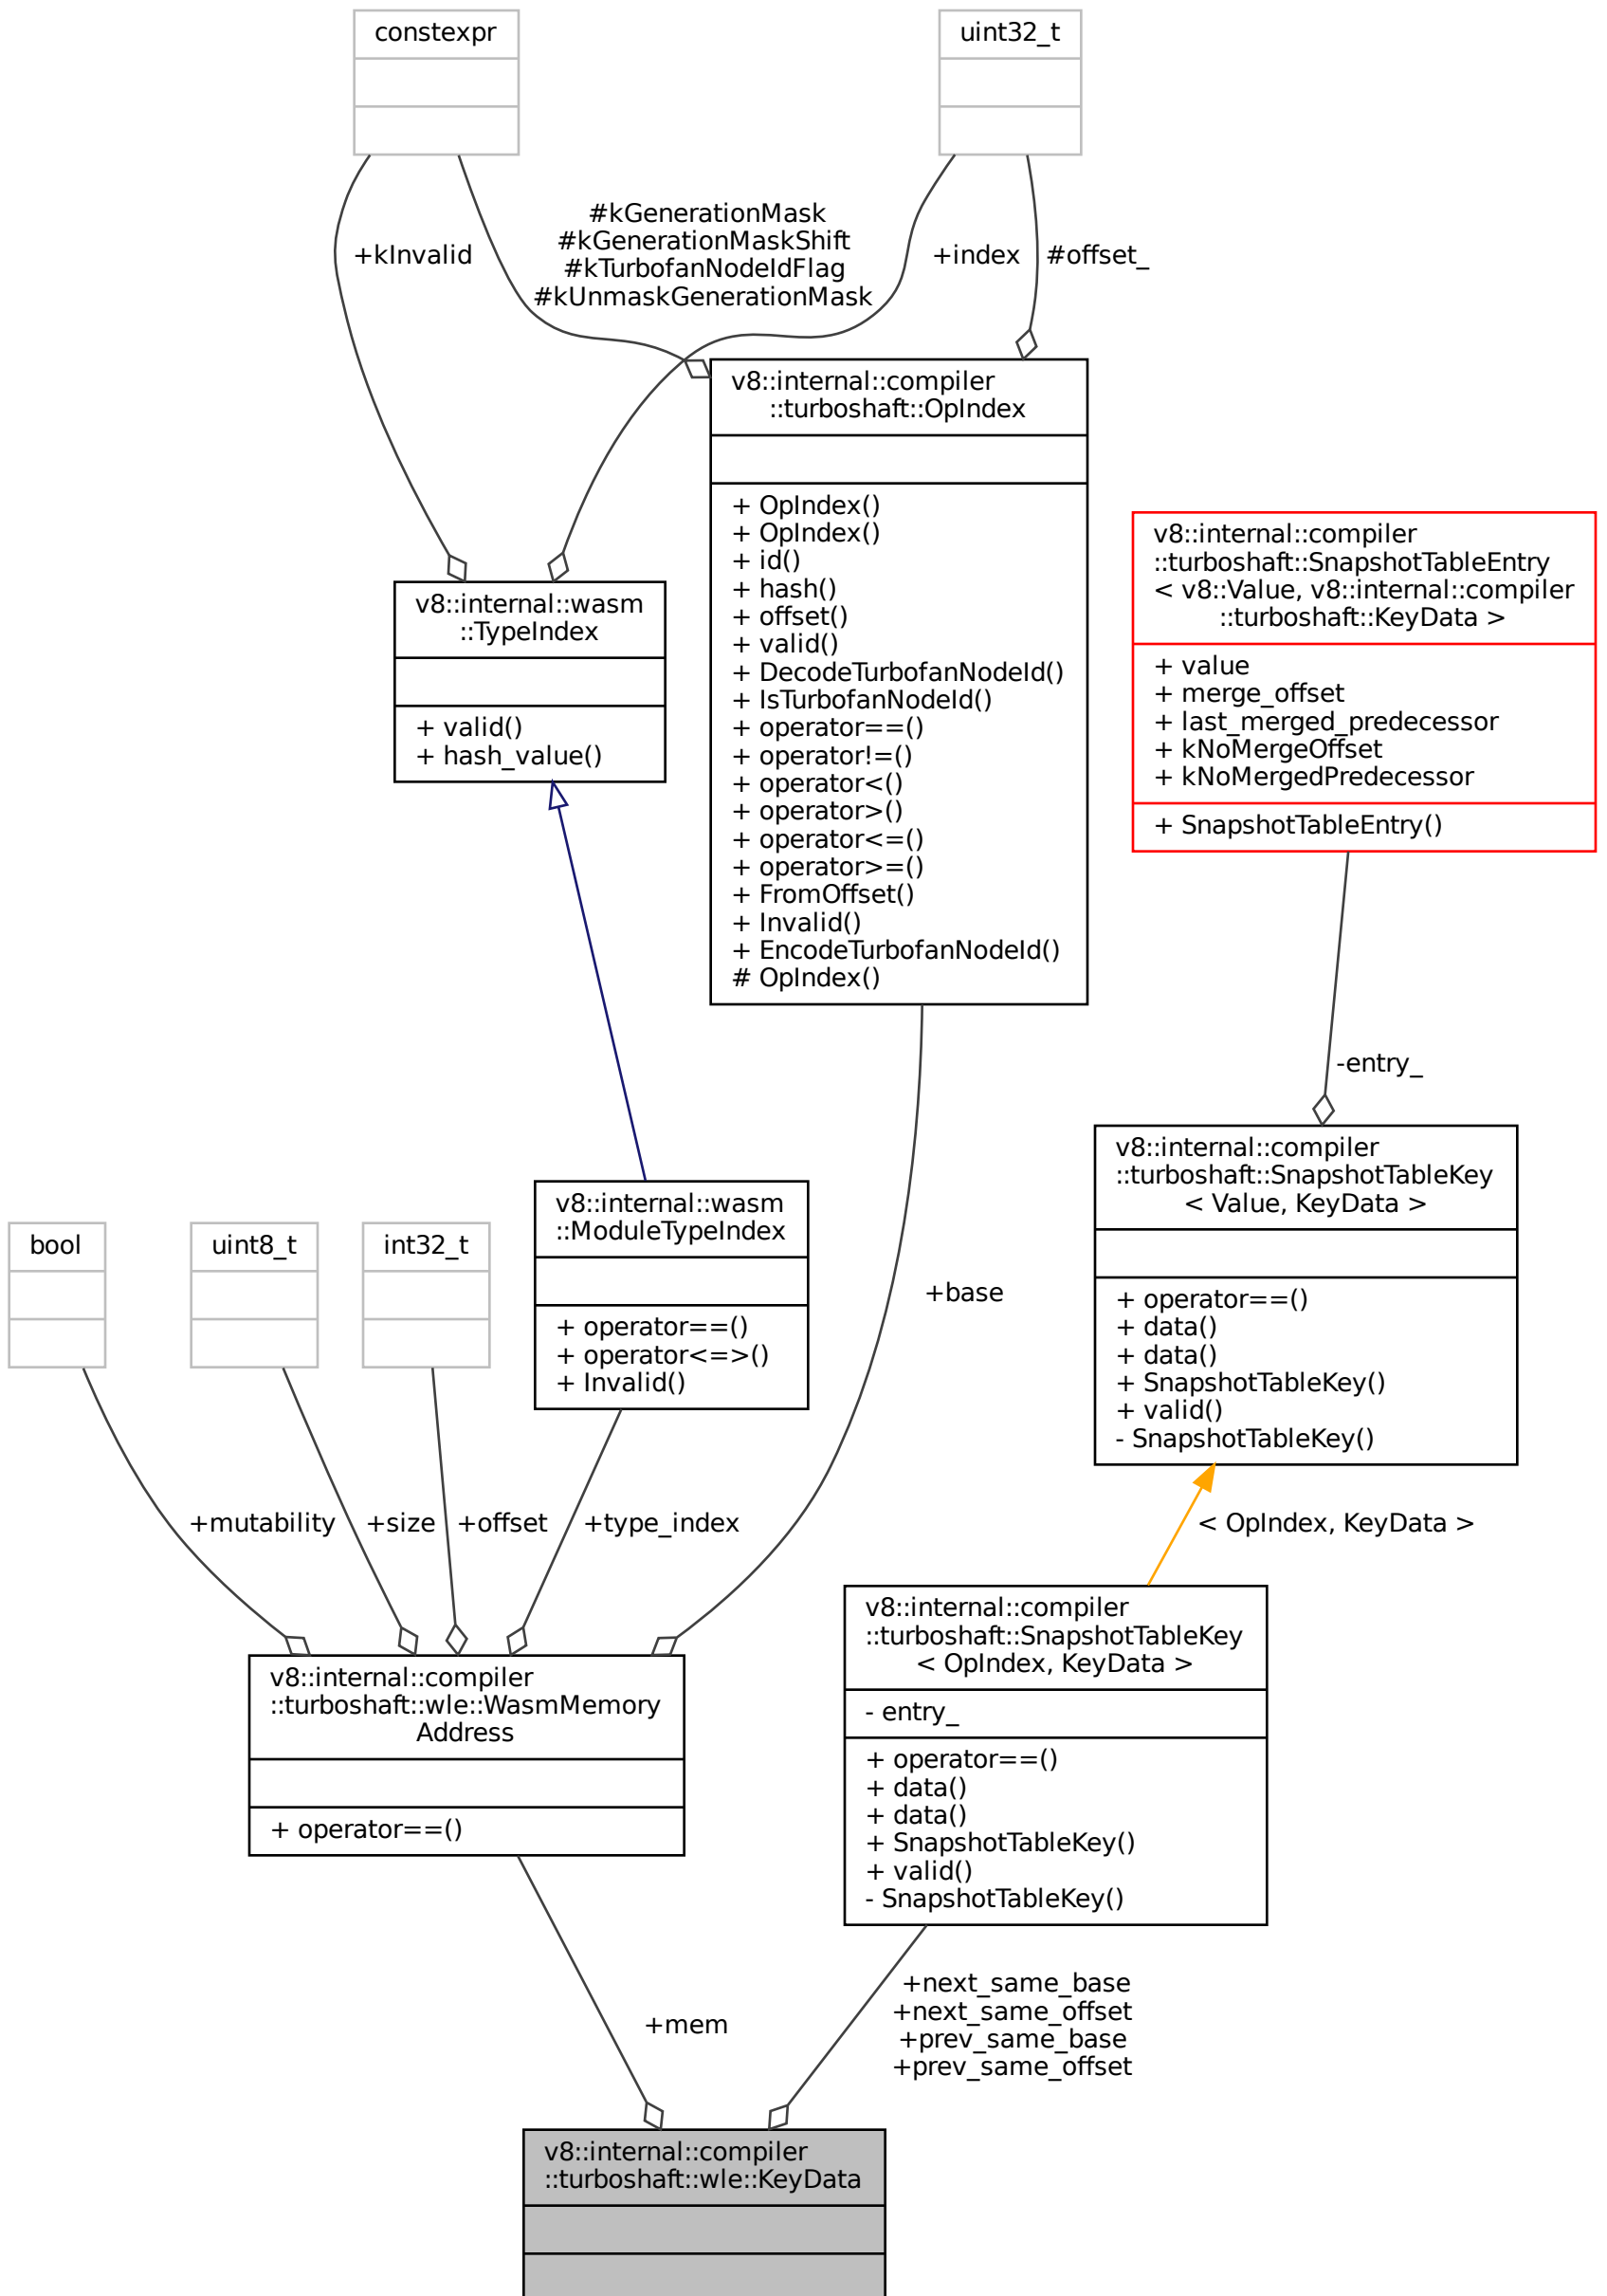 constexpr
uint32_t
#kGenerationMask
#kGenerationMaskShift
#kTurbofanNodeIdFlag
#kUnmaskGenerationMask
+kInvalid
+index
#offset_
v8::internal::compiler
::turboshaft::OpIndex
+ OpIndex()
+ OpIndex()
+ id()
+ hash()
+ offset()
+ valid()
+ DecodeTurbofanNodeId()
+ IsTurbofanNodeId()
+ operator==()
+ operator!=()
+ operator<()
+ operator>()
+ operator<=()
+ operator>=()
+ FromOffset()
+ Invalid()
+ EncodeTurbofanNodeId()
# OpIndex()
v8::internal::compiler
::turboshaft::SnapshotTableEntry
< v8::Value, v8::internal::compiler
::turboshaft::KeyData >
+ value
+ merge_offset
+ last_merged_predecessor
+ kNoMergeOffset
+ kNoMergedPredecessor
+ SnapshotTableEntry()
v8::internal::wasm
::TypeIndex
+ valid()
+ hash_value()
-entry_
v8::internal::compiler
::turboshaft::SnapshotTableKey
< Value, KeyData >
+ operator==()
+ data()
+ data()
+ SnapshotTableKey()
+ valid()
- SnapshotTableKey()
v8::internal::wasm
::ModuleTypeIndex
+ operator==()
+ operator<=>()
+ Invalid()
bool
uint8_t
int32_t
+base
+mutability
+size
+offset
+type_index
< OpIndex, KeyData >
v8::internal::compiler
::turboshaft::SnapshotTableKey
< OpIndex, KeyData >
- entry_
+ operator==()
+ data()
+ data()
+ SnapshotTableKey()
+ valid()
- SnapshotTableKey()
v8::internal::compiler
::turboshaft::wle::WasmMemory
Address
+ operator==()
+mem
+next_same_base
+next_same_offset
+prev_same_base
+prev_same_offset
v8::internal::compiler
::turboshaft::wle::KeyData